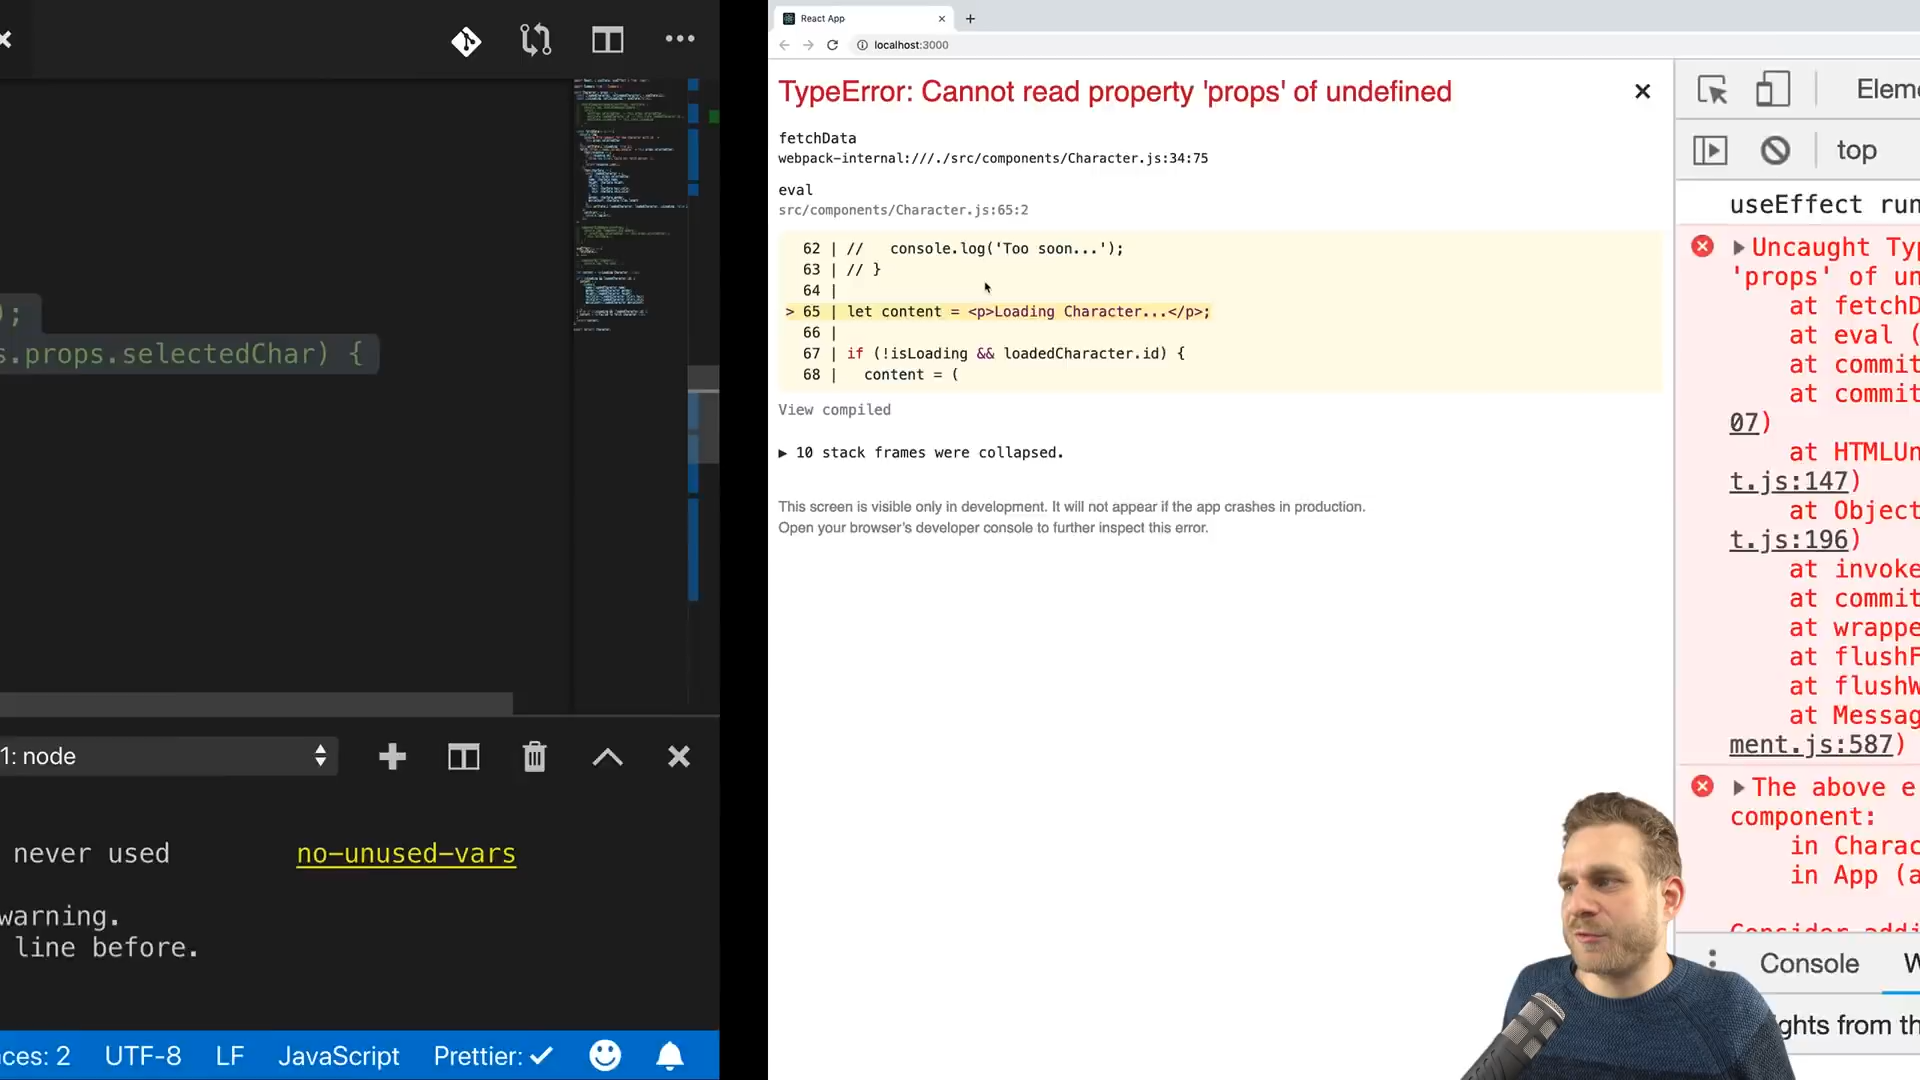 );
s.props.selectedChar) {
1: node
never used no-unused-vars
warning.
line before.
ces: 2 UTF-8 LF JavaScript Prettier: ✓
React App
localhost:3000
TypeError: Cannot read property 'props' of undefined
fetchData
webpack-internal:///./src/components/Character.js:34:75
eval
src/components/Character.js:65:2
62 | //   console.log('Too soon...');
63 | // }
64 |
> 65 | let content = <p>Loading Character...</p>;
66 |
67 | if (!isLoading && loadedCharacter.id) {
68 |   content = (
View compiled
▶ 10 stack frames were collapsed.
This screen is visible only in development. It will not appear if the app crashes in production.
Open your browser's developer console to further inspect this error.
Eleme
top
useEffect run
▶Uncaught Typ
'props' of un
at fetchD
at eval (
at commit
at commit
07)
at HTMLUn
t.js:147)
at Object
t.js:196)
at invoke
at commit
at wrappe
at flushF
at flushW
at Messag
ment.js:587)
▶The above e
component:
in Charac
in App (a
Consider addi
Console W
ghts from th